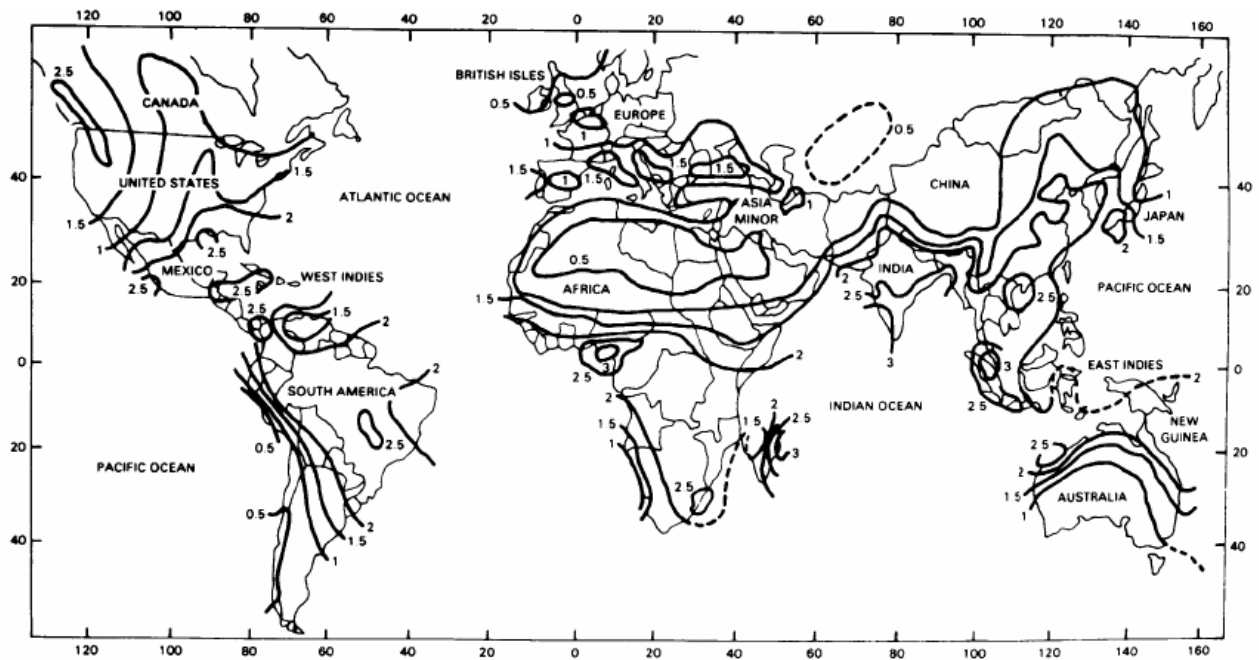 120 100 80 60 40 20 0 20 40 60 80 100 120 140 160
2.5
CANADA
BRITISH ISLES
0.5
0.5
EUROPE
1
1
0.5
1.5
1.5
1.5
1.5
1
40
UNITED STATES
1.5
2
ATLANTIC OCEAN
ASIA
MINOR
1
CHINA
40
1
JAPAN
1.5
2
1.5
1
2.5
MEXICO
2.5
WEST INDIES
2.5
0.5
AFRICA
2
INDIA
2.5
2.5
PACIFIC OCEAN
20
20
1.5
2.5
1.5
2
3
0
2.5
3
2
3
EAST INDIES
0
2
SOUTH AMERICA
2
2.5
2
INDIAN OCEAN
2.5
NEW
GUINEA
0.5
2.5
1.5
1
1.5
2
2.5
3
20
20
PACIFIC OCEAN
2.5
2
1.5
1
AUSTRALIA
2.5
0.5
2
1.5
1
40
40
120 100 80 60 40 20 0 20 40 60 80 100 120 140 160